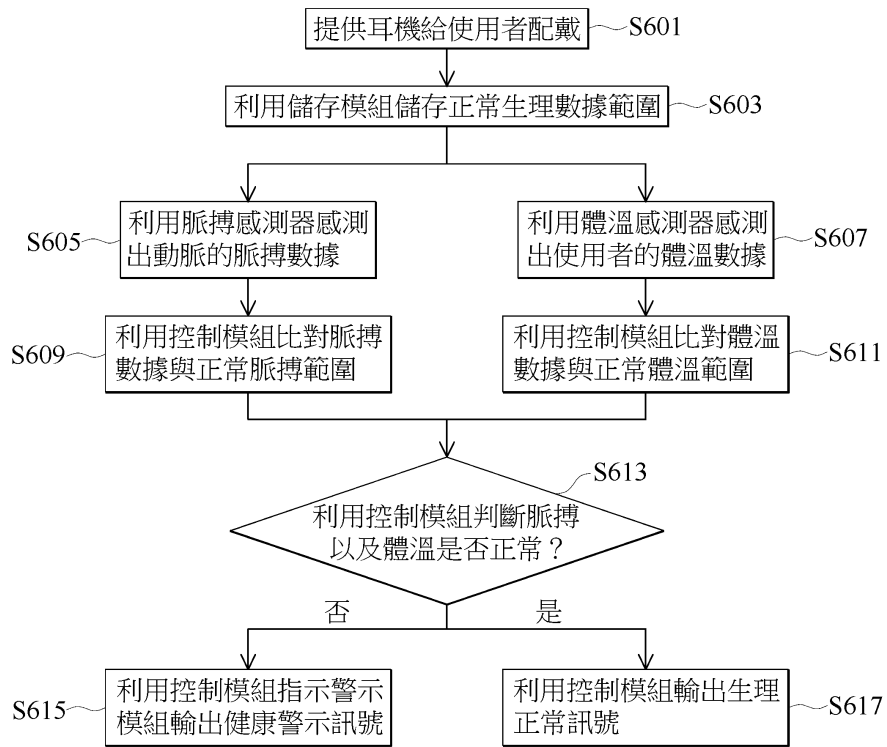 提供耳機給使用者配戴
S601
利用儲存模組儲存正常生理數據範圍
S603
S605
利用脈搏感測器感測
出動脈的脈搏數據
利用體溫感測器感測
出使用者的體溫數據
S607
S609
利用控制模組比對脈搏
數據與正常脈搏範圍
利用控制模組比對體溫
數據與正常體溫範圍
S611
S613
利用控制模組判斷脈搏
以及體溫是否正常？
否
是
S615
利用控制模組指示警示
模組輸出健康警示訊號
利用控制模組輸出生理
正常訊號
S617